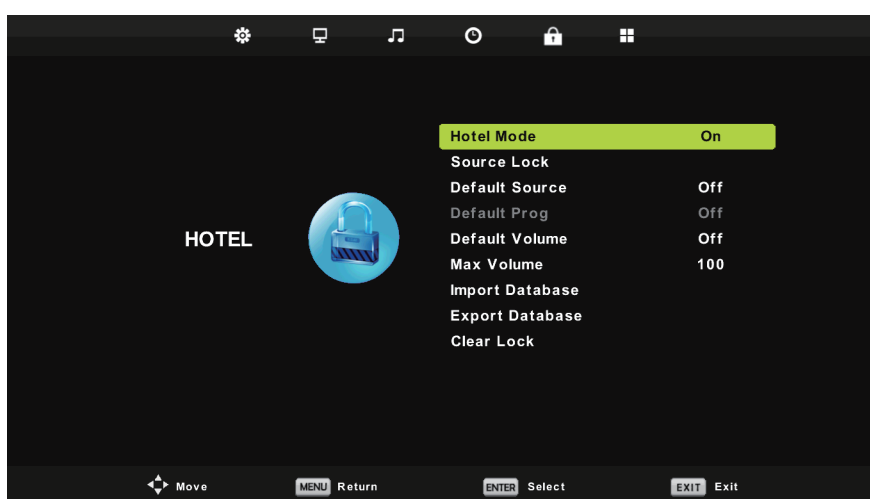 Hotel Mode On
Source Lock
Default Source Off
Default Prog Off
HOTEL
Default Volume Off
Max Volume 100
Import Database
Export Database
Clear Lock
Move MENU Return ENTER Select EXIT Exit